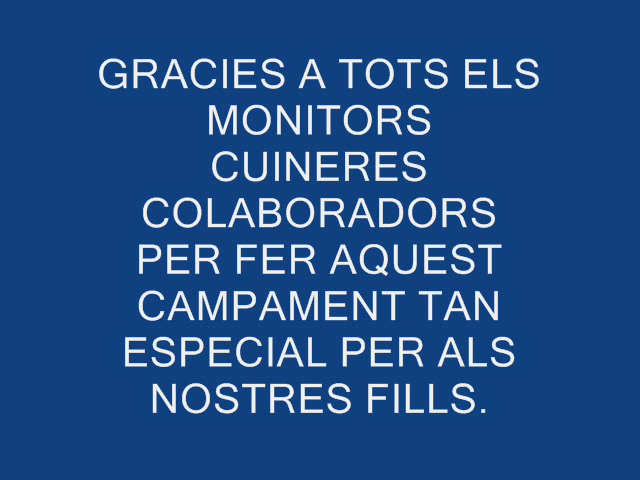 GRACIES A TOTS ELS
MONITORS
CUINERES
COLABORADORS
PER FER AQUEST
CAMPAMENT TAN
ESPECIAL PER ALS
NOSTRES FILLS.